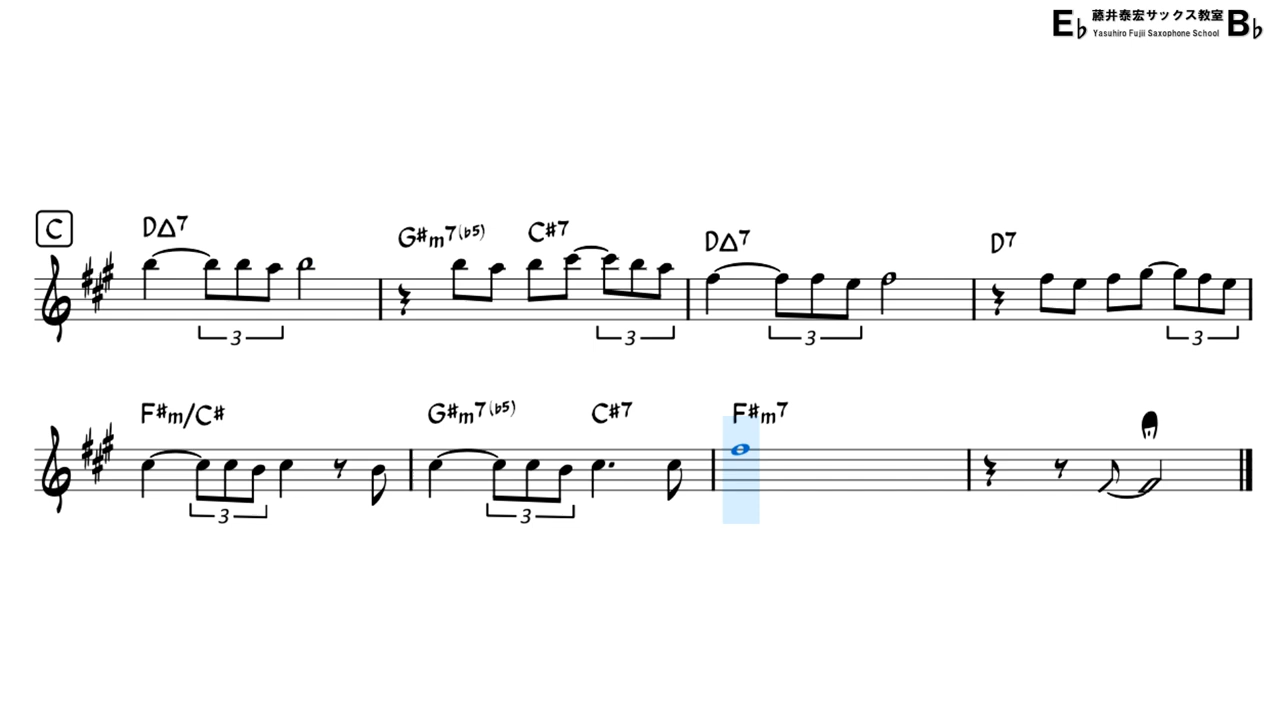 E♭ 藤井泰宏サックス教室 B♭
Yasuhiro Fujii Saxophone School
C
D△7 G#m7(♭5) C#7 D△7 D7
3 3 3 3
F#m/C# G#m7(♭5) C#7 F#m7
3 3